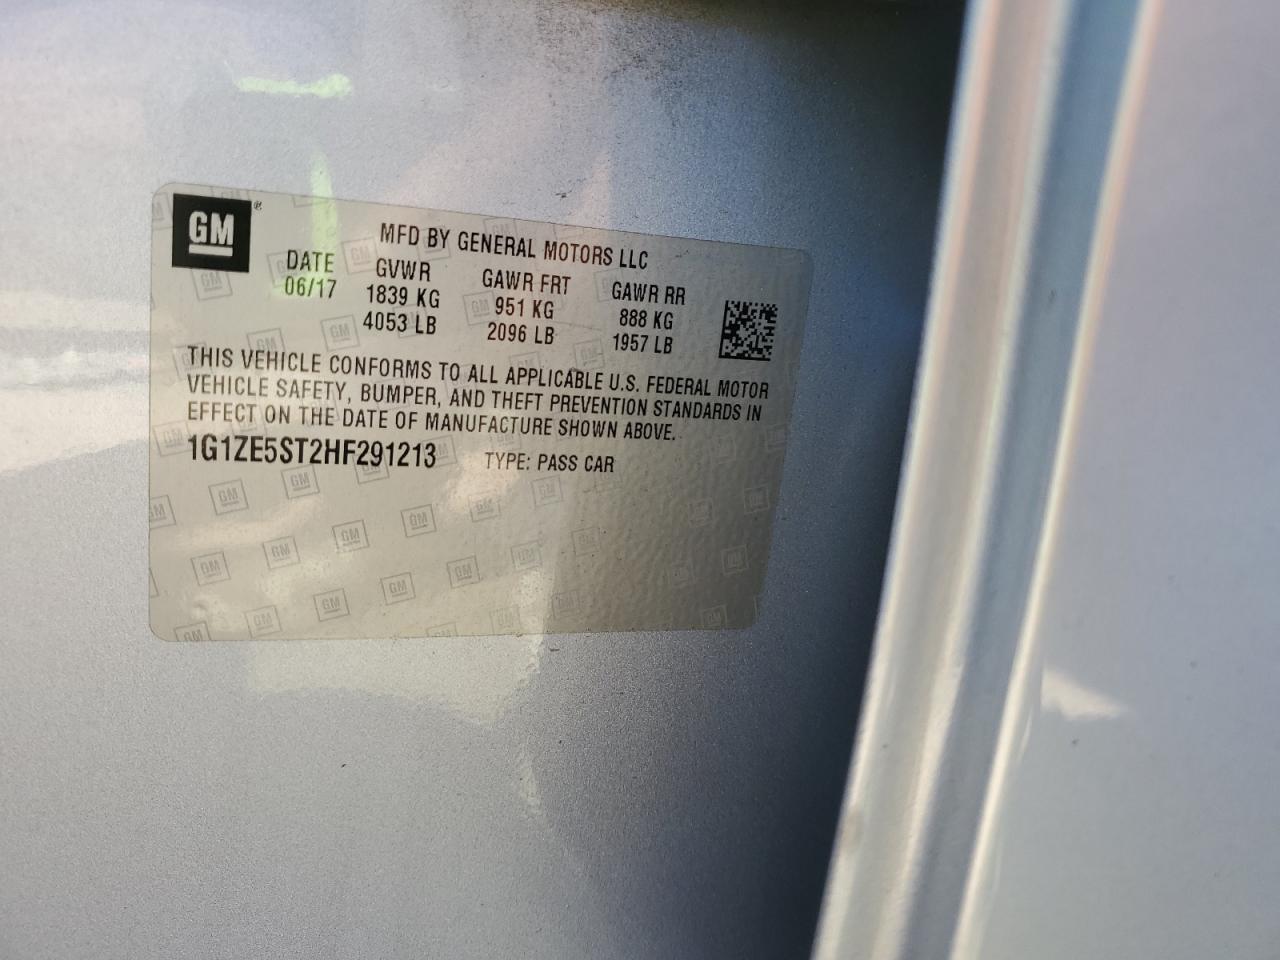 GM®
MFD BY GENERAL MOTORS LLC
DATE GVWR GAWR FRT GAWR RR
06/17 1839 KG 951 KG 888 KG
4053 LB 2096 LB 1957 LB
THIS VEHICLE CONFORMS TO ALL APPLICABLE U.S. FEDERAL MOTOR
VEHICLE SAFETY, BUMPER, AND THEFT PREVENTION STANDARDS IN
EFFECT ON THE DATE OF MANUFACTURE SHOWN ABOVE.
1G1ZE5ST2HF291213 TYPE: PASS CAR